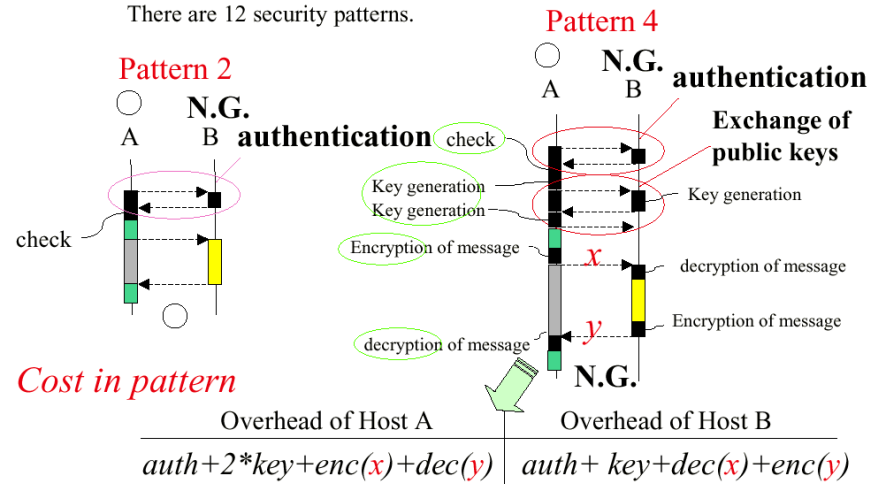 There are 12 security patterns.
Pattern 2
N.G.
A
B
authentication
check
Pattern 4
N.G.
A
B
authentication
Exchange of
public keys
check
Key generation
Key generation
Key generation
Encryption of message
x
decryption of message
Encryption of message
y
decryption of message
N.G.
Cost in pattern
Overhead of Host A
Overhead of Host B
auth+2*key+enc(x)+dec(y)
auth+ key+dec(x)+enc(y)